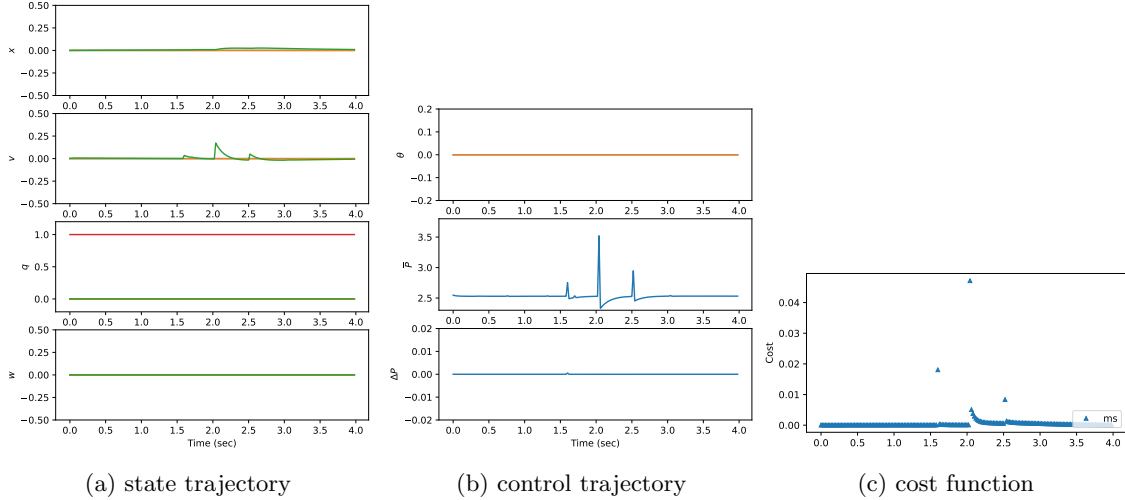 0.50
0.25
0.00
−0.25
−0.50
x
0.0 0.5 1.0 1.5 2.0 2.5 3.0 3.5 4.0
0.50
0.25
0.00
−0.25
−0.50
v
0.0 0.5 1.0 1.5 2.0 2.5 3.0 3.5 4.0
1.0
0.5
0.0
q
0.0 0.5 1.0 1.5 2.0 2.5 3.0 3.5 4.0
0.50
0.25
0.00
−0.25
−0.50
w
0.0 0.5 1.0 1.5 2.0 2.5 3.0 3.5 4.0
Time (sec)
(a) state trajectory
0.2
0.1
0.0
−0.1
−0.2
θ
0.0 0.5 1.0 1.5 2.0 2.5 3.0 3.5 4.0
3.5
3.0
2.5
P̅
0.0 0.5 1.0 1.5 2.0 2.5 3.0 3.5 4.0
0.02
0.01
0.00
−0.01
−0.02
ΔP
0.0 0.5 1.0 1.5 2.0 2.5 3.0 3.5 4.0
Time (sec)
(b) control trajectory
0.04
0.03
0.02
0.01
0.00
Cost
ms
0.0 0.5 1.0 1.5 2.0 2.5 3.0 3.5 4.0
(c) cost function